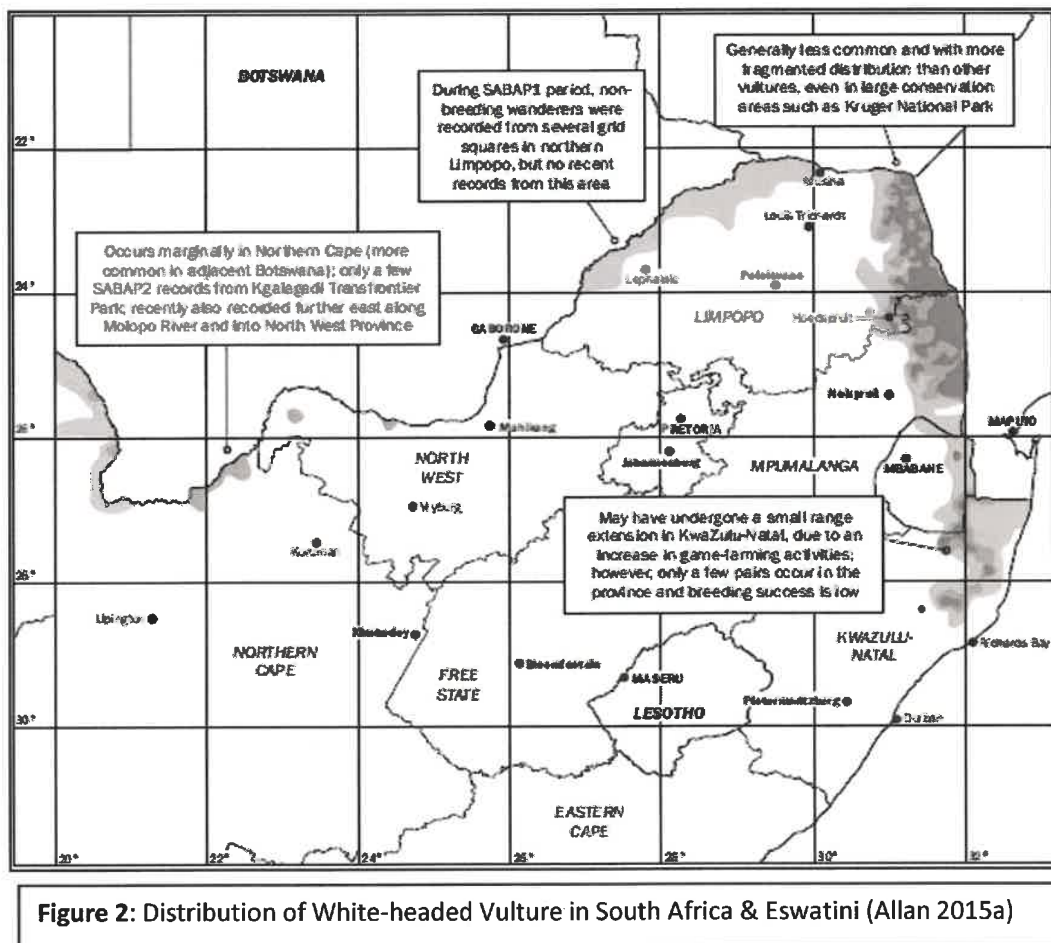 BOTSWANA
During SABAP1 period, non-
breeding wanderers were
recorded from several grid
squares in northern
Limpopo, but no recent
records from this area
Generally less common and with more
fragmented distribution than other
vultures, even in large conservation
areas such as Kruger National Park
22°
Musina
Louis Trichardt
Occurs marginally in Northern Cape (more
common in adjacent Botswana); only a few
SABAP2 records from Kgalagadi Transfrontier
Park; recently also recorded further east along
Molopo River and into North West Province
Lephalale
Polokwane
24°
LIMPOPO
Hoedspruit
GABORONE
Nelspruit
Mahikeng
PRETORIA
MAPUTO
26°
NORTH
WEST
Johannesburg
MPUMALANGA
MBABANE
Vryburg
May have undergone a small range
extension in KwaZulu-Natal, due to an
increase in game-farming activities;
however, only a few pairs occur in the
province and breeding success is low
Kuruman
28°
Upington
Kimberley
NORTHERN
CAPE
FREE
STATE
Bloemfontein
MASERU
LESOTHO
KWAZULU-
NATAL
Richards Bay
Pietermaritzburg
Durban
30°
EASTERN
CAPE
20° 22° 24° 26° 28° 30° 32°
Figure 2: Distribution of White-headed Vulture in South Africa & Eswatini (Allan 2015a)